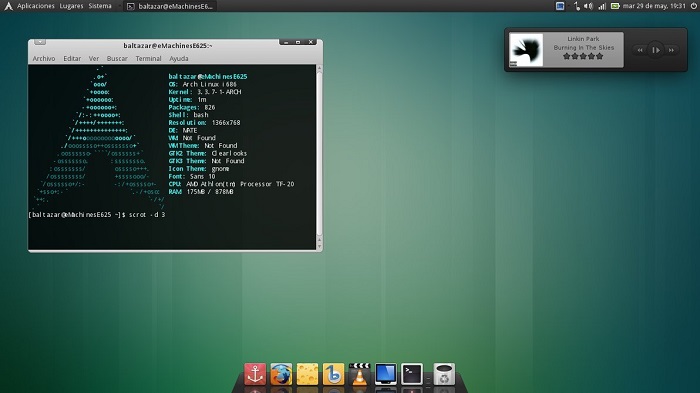 Aplicaciones Lugares Sistema baltazar@eMachinesE6... mar 29 de may, 19:31
Linkin Park
Burning In The Skies
baltazar@eMachinesE625:~
Archivo Editar Ver Buscar Terminal Ayuda
baltazar@eMachinesE625
OS: Arch Linux i686
Kernel: 3.3.7-1-ARCH
Uptime: 1m
Packages: 826
Shell: bash
Resolution: 1366x768
DE: MATE
WM: Not Found
WM Theme: Not Found
GTK2 Theme: Clearlooks
GTK3 Theme: Not Found
Icon Theme: gnome
Font: Sans 10
CPU: AMD Athlon(tm) Processor TF-20
RAM: 175MB / 878MB
[baltazar@eMachinesE625 ~]$ scrot -d 3